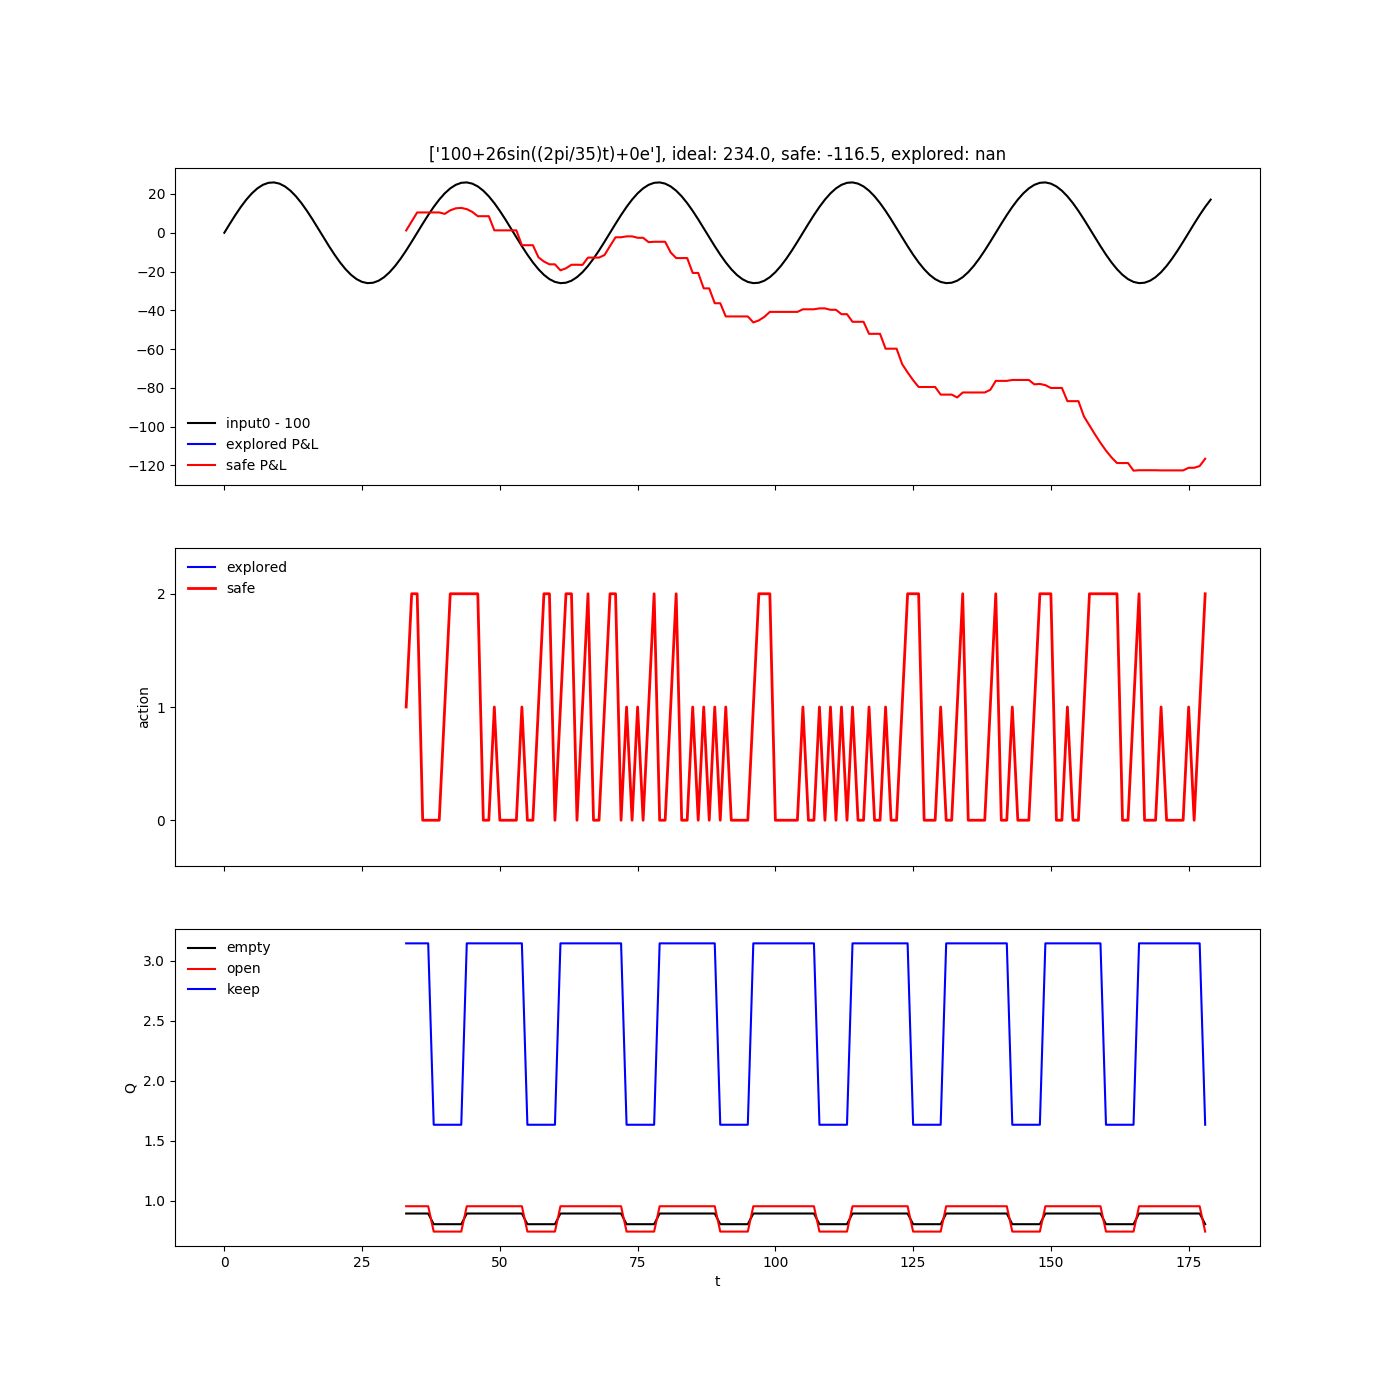 ['100+26sin((2pi/35)t)+0e'], ideal: 234.0, safe: -116.5, explored: nan
20
0
−20
−40
−60
−80
−100
−120
input0 - 100
explored P&L
safe P&L
explored
safe
2
1
0
action
empty
open
keep
3.0
2.5
2.0
1.5
1.0
Q
0 25 50 75 100 125 150 175
t